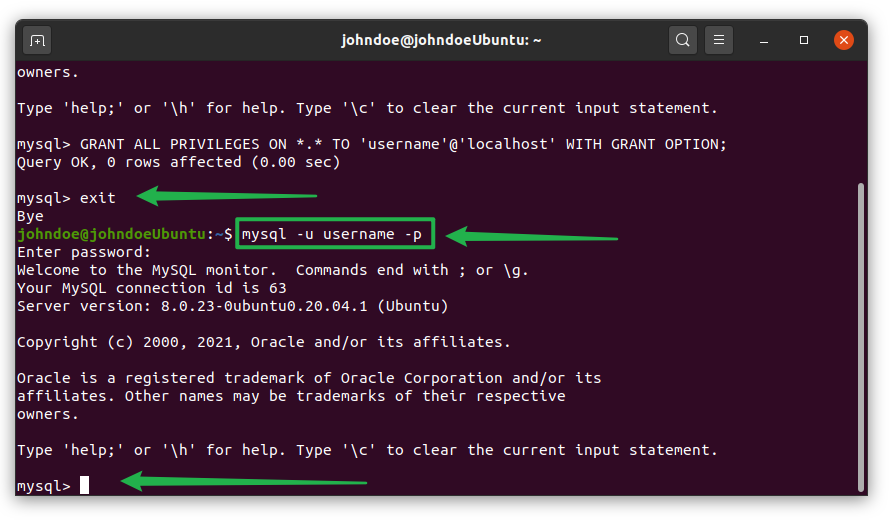 johndoe@johndoeUbuntu: ~
owners.
Type 'help;' or '\h' for help. Type '\c' to clear the current input statement.
mysql> GRANT ALL PRIVILEGES ON *.* TO 'username'@'localhost' WITH GRANT OPTION;
Query OK, 0 rows affected (0.00 sec)
mysql> exit
Bye
johndoe@johndoeUbuntu:~$ mysql -u username -p
Enter password:
Welcome to the MySQL monitor.  Commands end with ; or \g.
Your MySQL connection id is 63
Server version: 8.0.23-0ubuntu0.20.04.1 (Ubuntu)
Copyright (c) 2000, 2021, Oracle and/or its affiliates.
Oracle is a registered trademark of Oracle Corporation and/or its
affiliates. Other names may be trademarks of their respective
owners.
Type 'help;' or '\h' for help. Type '\c' to clear the current input statement.
mysql>